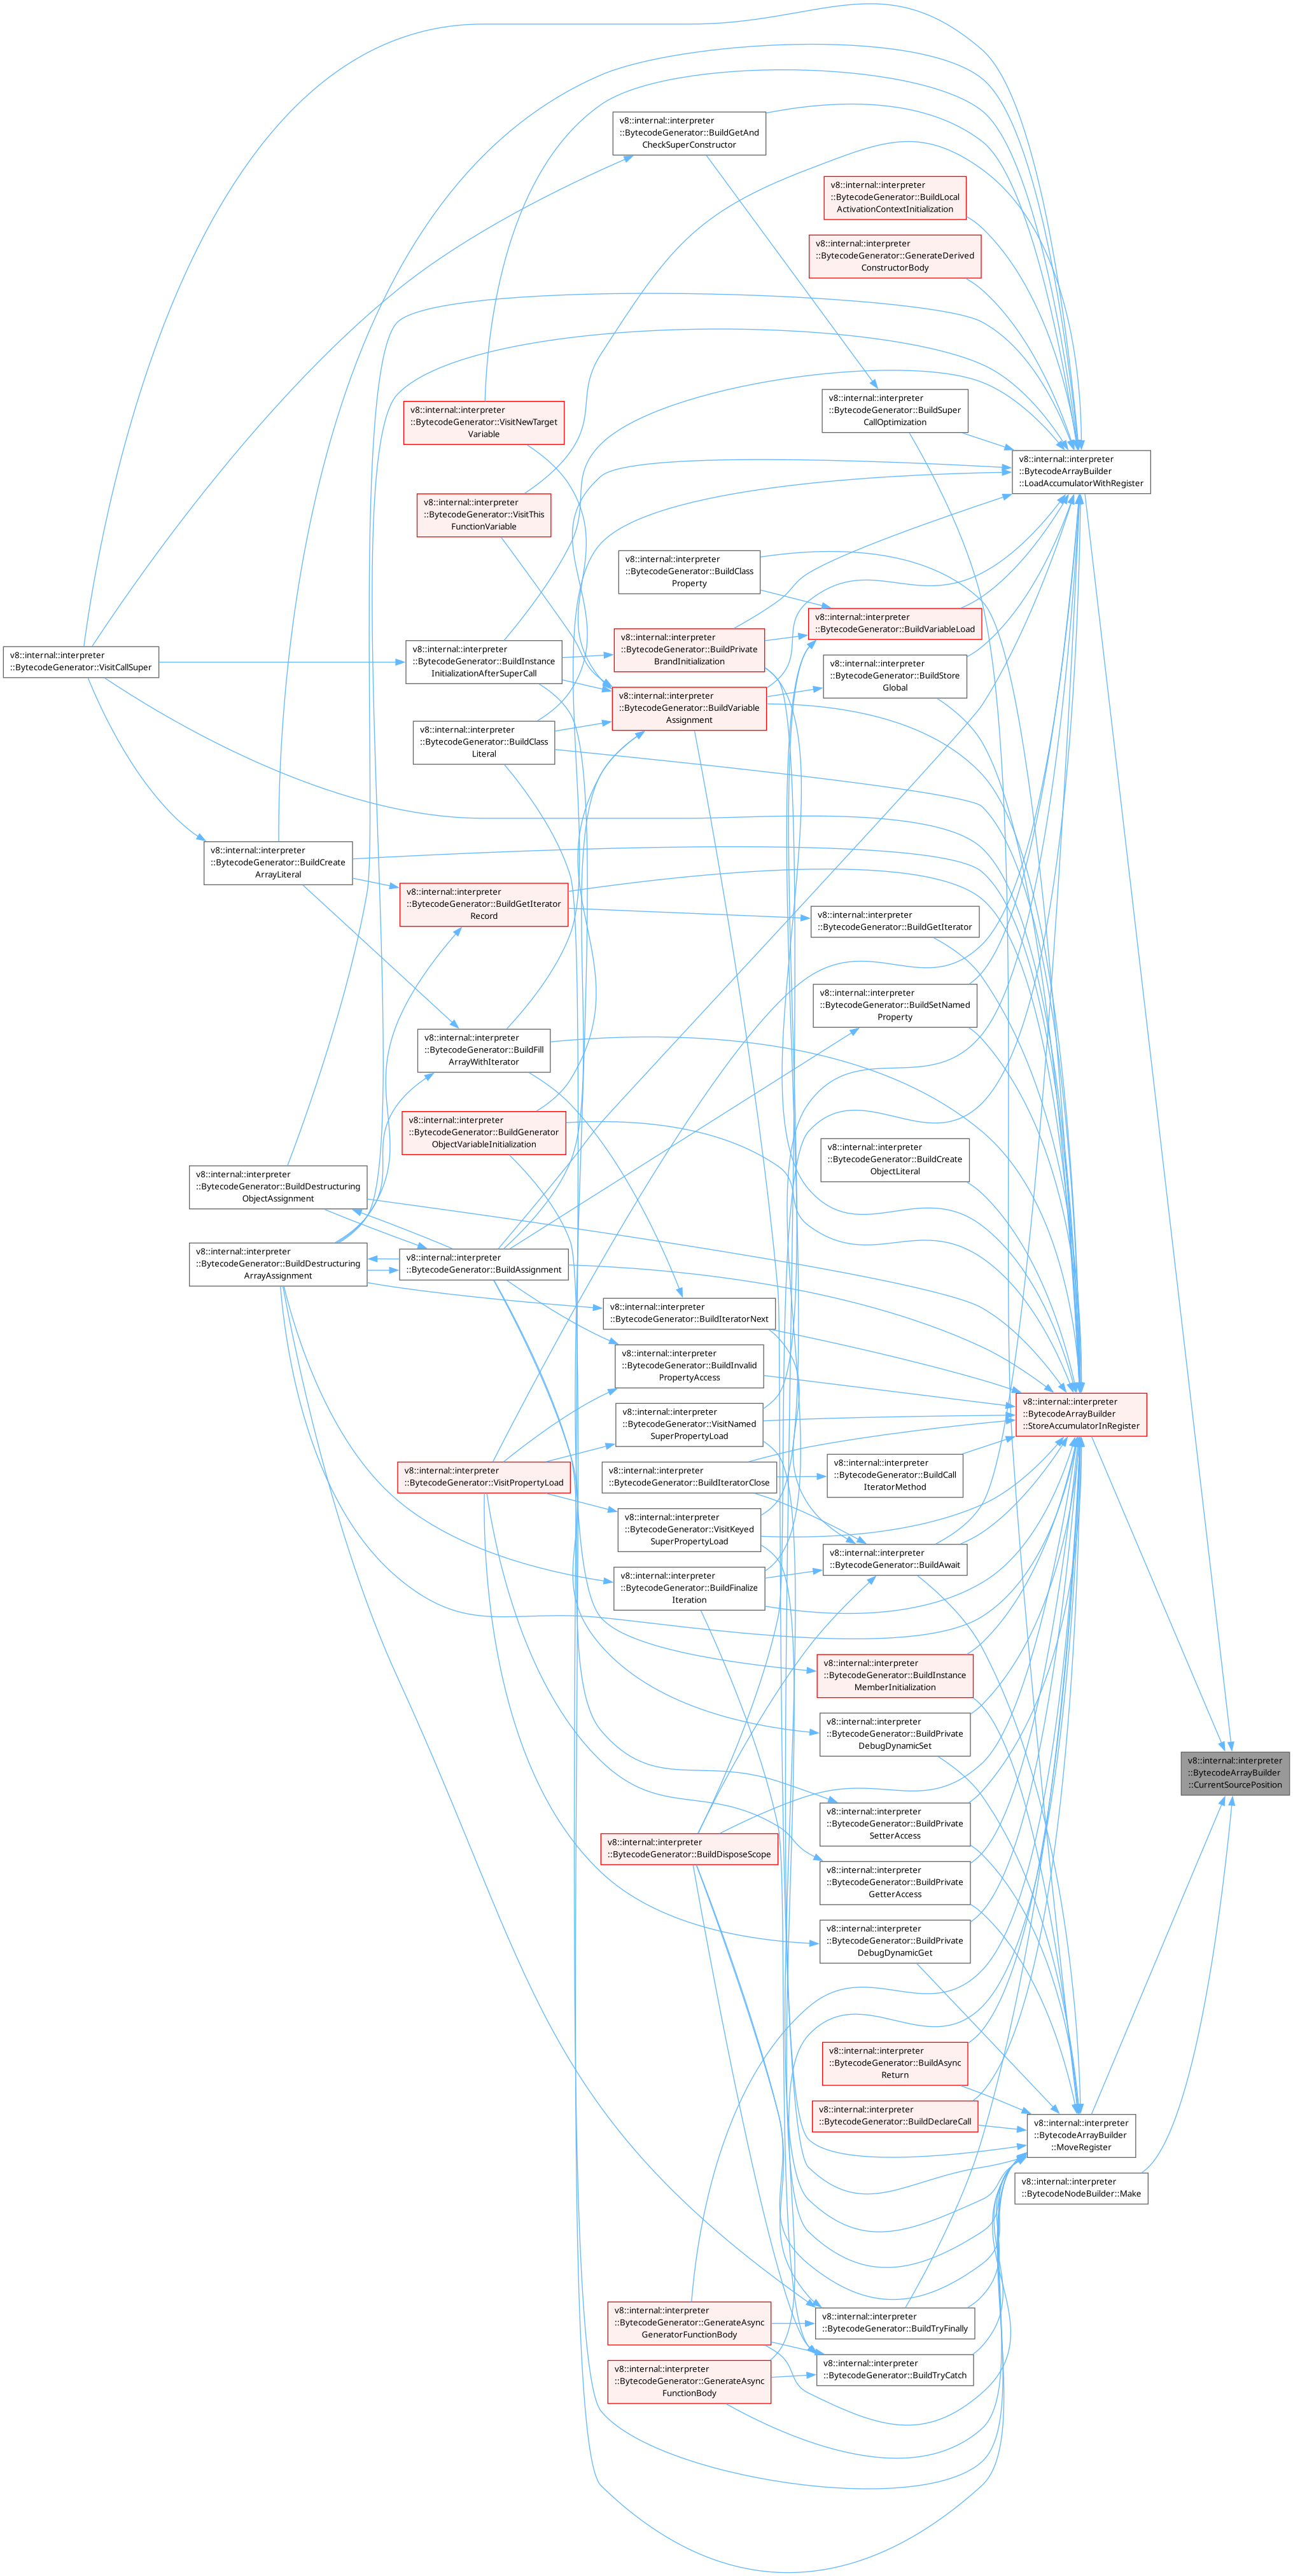 v8::internal::interpreter
::BytecodeGenerator::BuildGetAnd
CheckSuperConstructor
v8::internal::interpreter
::BytecodeGenerator::BuildLocal
ActivationContextInitialization
v8::internal::interpreter
::BytecodeGenerator::GenerateDerived
ConstructorBody
v8::internal::interpreter
::BytecodeGenerator::BuildSuper
CallOptimization
v8::internal::interpreter
::BytecodeGenerator::VisitNewTarget
Variable
v8::internal::interpreter
::BytecodeArrayBuilder
::LoadAccumulatorWithRegister
v8::internal::interpreter
::BytecodeGenerator::VisitThis
FunctionVariable
v8::internal::interpreter
::BytecodeGenerator::BuildClass
Property
v8::internal::interpreter
::BytecodeGenerator::BuildVariableLoad
v8::internal::interpreter
::BytecodeGenerator::BuildPrivate
BrandInitialization
v8::internal::interpreter
::BytecodeGenerator::VisitCallSuper
v8::internal::interpreter
::BytecodeGenerator::BuildInstance
InitializationAfterSuperCall
v8::internal::interpreter
::BytecodeGenerator::BuildStore
Global
v8::internal::interpreter
::BytecodeGenerator::BuildVariable
Assignment
v8::internal::interpreter
::BytecodeGenerator::BuildClass
Literal
v8::internal::interpreter
::BytecodeGenerator::BuildCreate
ArrayLiteral
v8::internal::interpreter
::BytecodeGenerator::BuildGetIterator
Record
v8::internal::interpreter
::BytecodeGenerator::BuildGetIterator
v8::internal::interpreter
::BytecodeGenerator::BuildSetNamed
Property
v8::internal::interpreter
::BytecodeGenerator::BuildFill
ArrayWithIterator
v8::internal::interpreter
::BytecodeGenerator::BuildGenerator
ObjectVariableInitialization
v8::internal::interpreter
::BytecodeGenerator::BuildCreate
ObjectLiteral
v8::internal::interpreter
::BytecodeGenerator::BuildDestructuring
ObjectAssignment
v8::internal::interpreter
::BytecodeGenerator::BuildDestructuring
ArrayAssignment
v8::internal::interpreter
::BytecodeGenerator::BuildAssignment
v8::internal::interpreter
::BytecodeGenerator::BuildIteratorNext
v8::internal::interpreter
::BytecodeGenerator::BuildInvalid
PropertyAccess
v8::internal::interpreter
::BytecodeGenerator::VisitNamed
SuperPropertyLoad
v8::internal::interpreter
::BytecodeArrayBuilder
::StoreAccumulatorInRegister
v8::internal::interpreter
::BytecodeGenerator::VisitPropertyLoad
v8::internal::interpreter
::BytecodeGenerator::BuildIteratorClose
v8::internal::interpreter
::BytecodeGenerator::BuildCall
IteratorMethod
v8::internal::interpreter
::BytecodeGenerator::VisitKeyed
SuperPropertyLoad
v8::internal::interpreter
::BytecodeGenerator::BuildAwait
v8::internal::interpreter
::BytecodeGenerator::BuildFinalize
Iteration
v8::internal::interpreter
::BytecodeGenerator::BuildInstance
MemberInitialization
v8::internal::interpreter
::BytecodeGenerator::BuildPrivate
DebugDynamicSet
v8::internal::interpreter
::BytecodeArrayBuilder
::CurrentSourcePosition
v8::internal::interpreter
::BytecodeGenerator::BuildPrivate
SetterAccess
v8::internal::interpreter
::BytecodeGenerator::BuildDisposeScope
v8::internal::interpreter
::BytecodeGenerator::BuildPrivate
GetterAccess
v8::internal::interpreter
::BytecodeGenerator::BuildPrivate
DebugDynamicGet
v8::internal::interpreter
::BytecodeGenerator::BuildAsync
Return
v8::internal::interpreter
::BytecodeGenerator::BuildDeclareCall
v8::internal::interpreter
::BytecodeArrayBuilder
::MoveRegister
v8::internal::interpreter
::BytecodeNodeBuilder::Make
v8::internal::interpreter
::BytecodeGenerator::GenerateAsync
GeneratorFunctionBody
v8::internal::interpreter
::BytecodeGenerator::BuildTryFinally
v8::internal::interpreter
::BytecodeGenerator::BuildTryCatch
v8::internal::interpreter
::BytecodeGenerator::GenerateAsync
FunctionBody